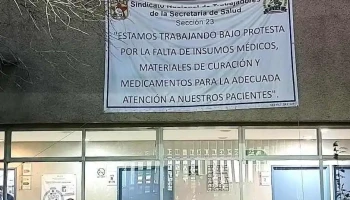 Sindicato Nacional de Trabajadores
de la Secretaría de Salud
Sección 23
"ESTAMOS TRABAJANDO BAJO PROTESTA
POR LA FALTA DE INSUMOS MÉDICOS,
MATERIALES DE CURACIÓN Y
MEDICAMENTOS PARA LA ADECUADA
ATENCIÓN A NUESTROS PACIENTES".